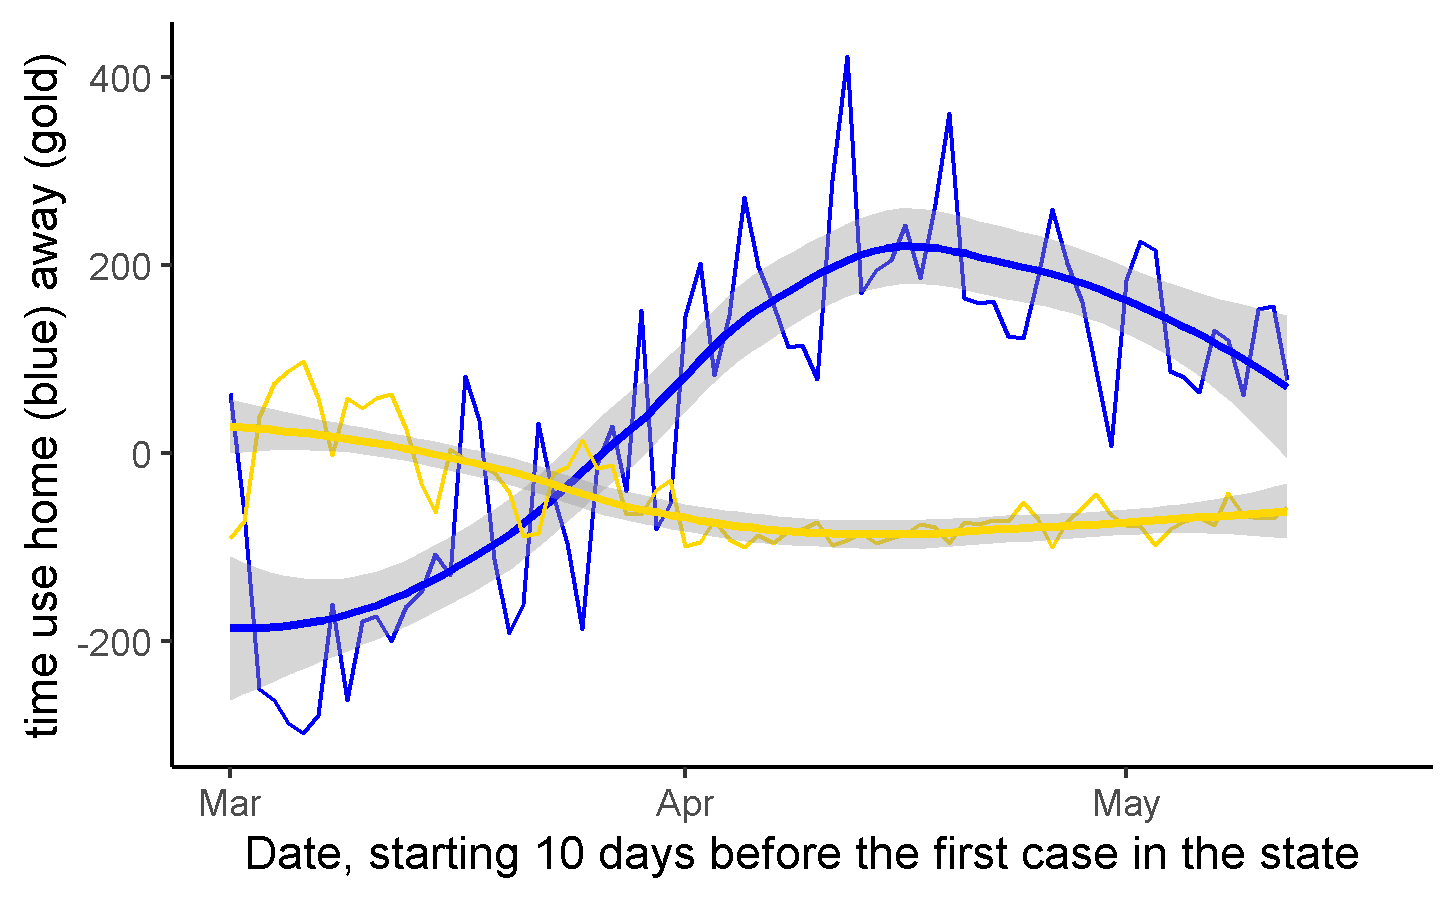 time use home (blue) away (gold)
400
200
0
-200
Mar
Apr
May
Date, starting 10 days before the first case in the state